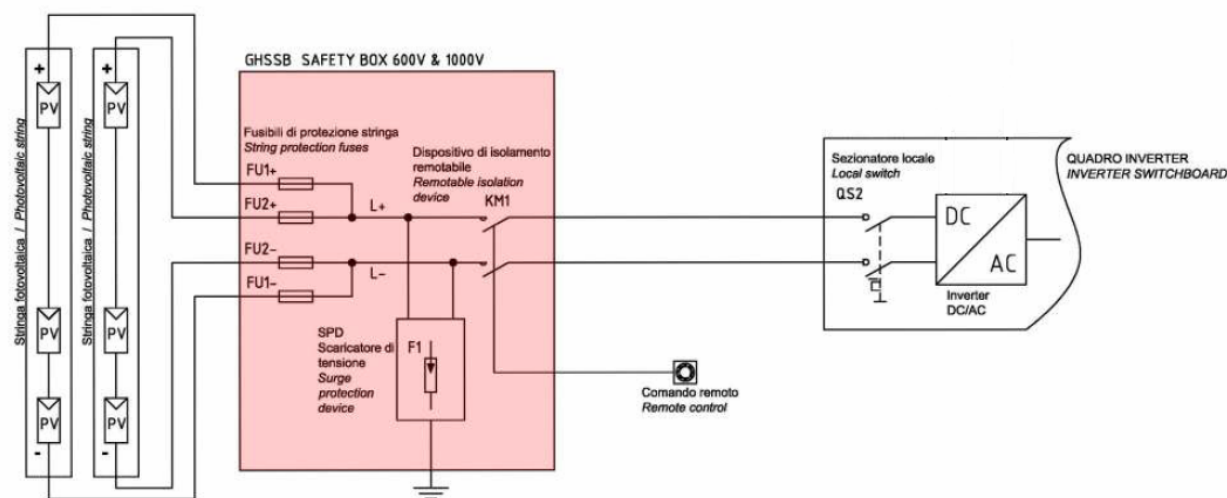 GHSSB SAFETY BOX 600V & 1000V
+
+
PV
PV
Stringa fotovoltaica / Photovoltaic string
Stringa fotovoltaica / Photovoltaic string
PV
PV
PV
PV
-
-
Fusibili di protezione stringa
String protection fuses
FU1+
FU2+
FU2-
FU1-
L+
L-
Dispositivo di isolamento
remotabile
Remotable isolation
device
KM1
SPD
Scaricatore di
tensione
Surge
protection
device
F1
Comando remoto
Remote control
Sezionatore locale
Local switch
QS2
DC
AC
Inverter
DC/AC
QUADRO INVERTER
INVERTER SWITCHBOARD